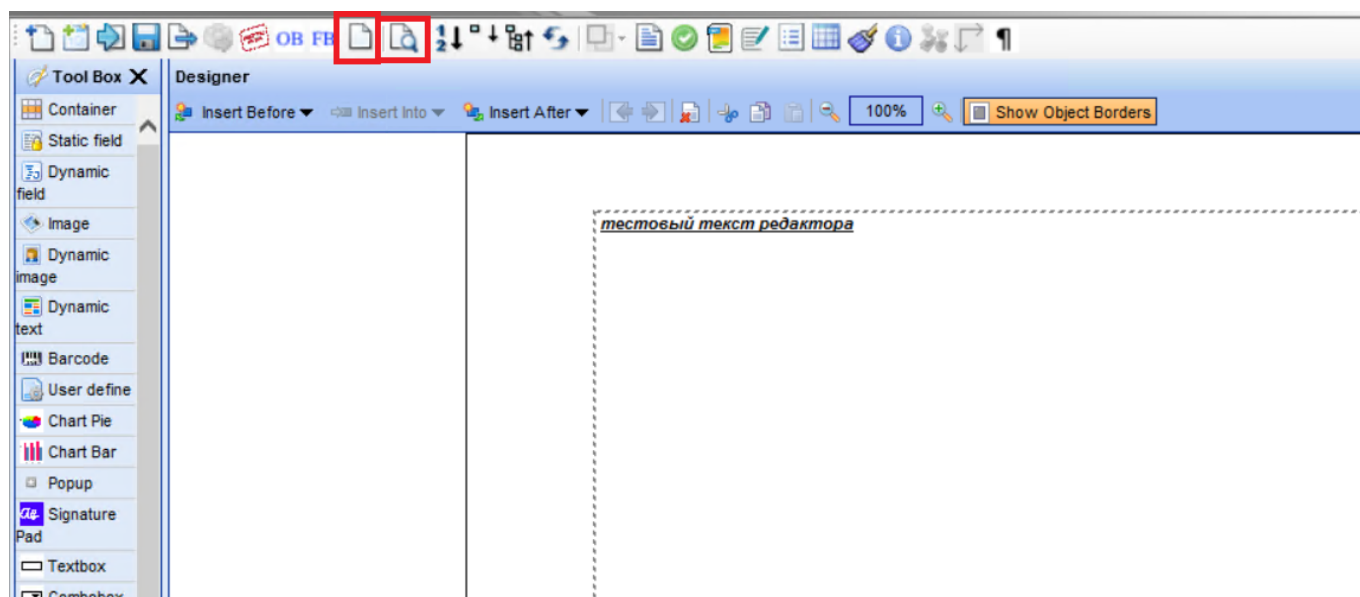 OB FB
Tool Box X
Designer
Container
Insert Before
Insert Into
Insert After
100%
Show Object Borders
Static field
Dynamic
field
Image
Dynamic
image
Dynamic
text
Barcode
User define
Chart Pie
Chart Bar
Popup
Signature
Pad
Textbox
Combobox
тестовый текст редактора